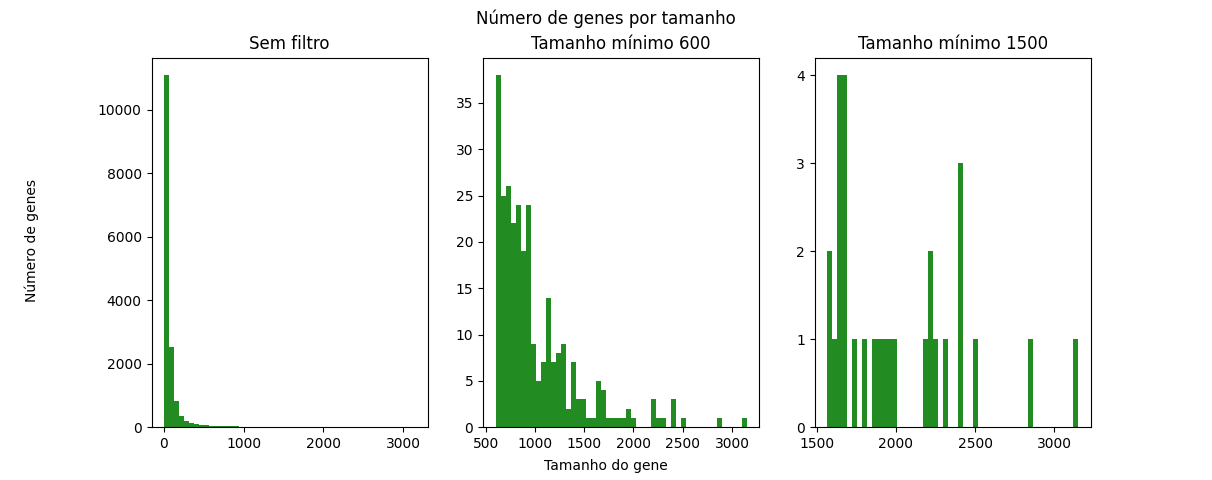 Número de genes por tamanho
Sem filtro
Tamanho mínimo 600
Tamanho mínimo 1500
Número de genes
10000
8000
6000
4000
2000
0
0 1000 2000 3000
35
30
25
20
15
10
5
0
500 1000 1500 2000 2500 3000
4
3
2
1
0
1500 2000 2500 3000
Tamanho do gene